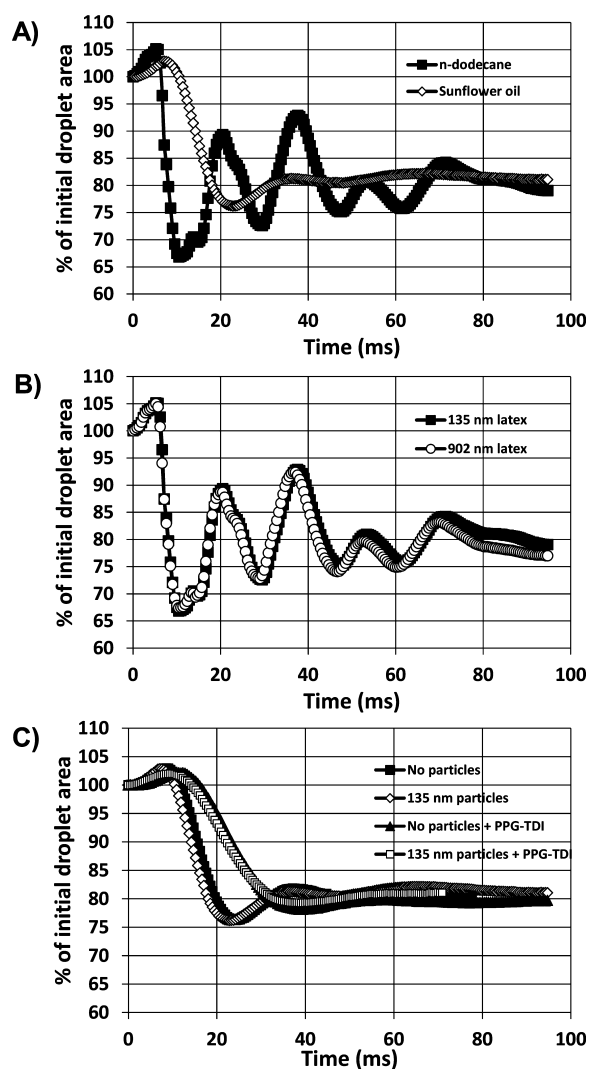 A)
% of initial droplet area
110
105
100
95
90
85
80
75
70
65
60
n-dodecane
Sunflower oil
0 20 40 60 80 100
Time (ms)
B)
% of initial droplet area
110
105
100
95
90
85
80
75
70
65
60
135 nm latex
902 nm latex
0 20 40 60 80 100
Time (ms)
C)
% of initial droplet area
110
105
100
95
90
85
80
75
70
65
60
No particles
135 nm particles
No particles + PPG-TDI
135 nm particles + PPG-TDI
0 20 40 60 80 100
Time (ms)